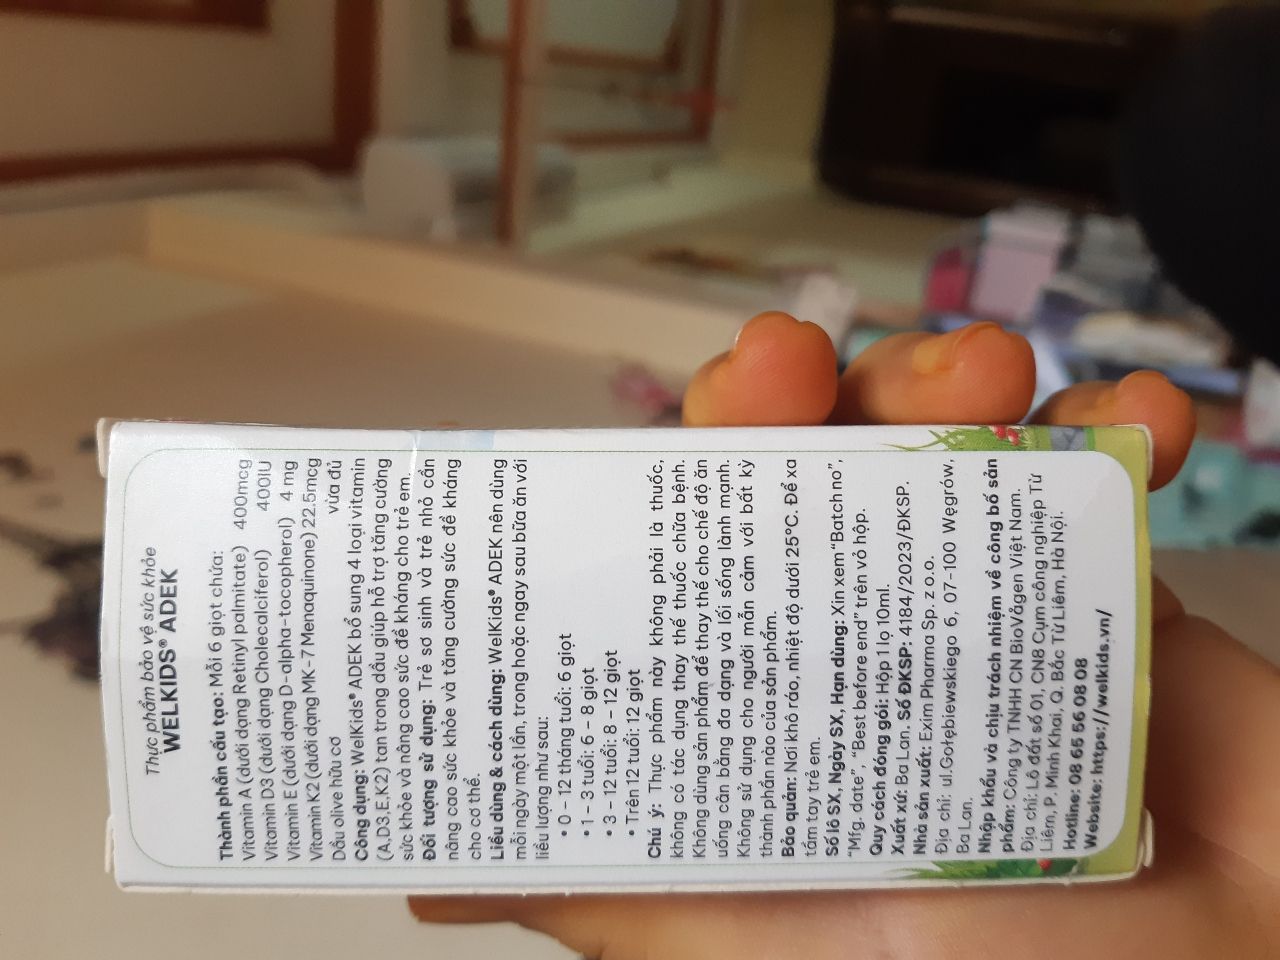 Thực phẩm bảo vệ sức khỏe
WELKIDS® ADEK
Thành phần cấu tạo: Mỗi 6 giọt chứa:
Vitamin A (dưới dạng Retinyl palmitate) 400mcg
Vitamin D3 (dưới dạng Cholecalciferol) 400IU
Vitamin E (dưới dạng D-alpha-tocopherol) 4 mg
Vitamin K2 (dưới dạng MK-7 Menaquinone) 22.5mcg
Dầu olive hữu cơ vừa đủ
Công dụng: WelKids® ADEK bổ sung 4 loại vitamin
(A, D3, E, K2) tan trong dầu giúp hỗ trợ tăng cường
sức khỏe và nâng cao sức đề kháng cho trẻ em.
Đối tượng sử dụng: Trẻ sơ sinh và trẻ nhỏ cần
nâng cao sức khỏe và tăng cường sức đề kháng
cho cơ thể.
Liều dùng & cách dùng: WelKids® ADEK nên dùng
mỗi ngày một lần, trong hoặc ngay sau bữa ăn với
liều lượng như sau:
• 0 - 12 tháng tuổi: 6 giọt
• 1 - 3 tuổi: 6 - 8 giọt
• 3 - 12 tuổi: 8 - 12 giọt
• Trên 12 tuổi: 12 giọt
Chú ý: Thực phẩm này không phải là thuốc,
không có tác dụng thay thế thuốc chữa bệnh.
Không dùng sản phẩm để thay thế cho chế độ ăn
uống cân bằng đa dạng và lối sống lành mạnh.
Không sử dụng cho người mẫn cảm với bất kỳ
thành phần nào của sản phẩm.
Bảo quản: Nơi khô ráo, nhiệt độ dưới 25°C. Để xa
tầm tay trẻ em.
Số lô SX, Ngày SX, Hạn dùng: Xin xem "Batch no",
"Mfg. date", "Best before end" trên vỏ hộp.
Quy cách đóng gói: Hộp 1 lọ 10ml.
Xuất xứ: Ba Lan. Số ĐKSP: 4184/2023/ĐKSP.
Nhà sản xuất: Exim Pharma Sp. z o.o.
Địa chỉ: ul.Gołębiewskiego 6, 07-100 Węgrów,
Ba Lan.
Nhập khẩu và chịu trách nhiệm về công bố sản
phẩm: Công ty TNHH CN BioVagen Việt Nam.
Địa chỉ: Lô đất số 01, CN8 Cụm công nghiệp Từ
Liêm, P. Minh Khai, Q. Bắc Từ Liêm, Hà Nội.
Hotline: 08 65 56 08 08
Website: https://welkids.vn/